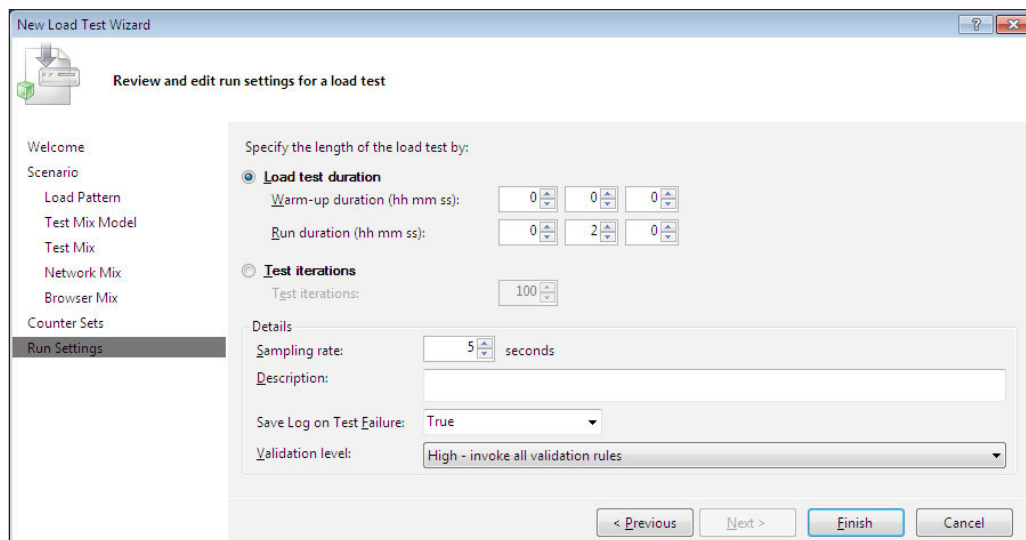 New Load Test Wizard
Review and edit run settings for a load test
Welcome
Scenario
Load Pattern
Test Mix Model
Test Mix
Network Mix
Browser Mix
Counter Sets
Run Settings
Specify the length of the load test by:
Load test duration
Warm-up duration (hh mm ss): 0 0 0
Run duration (hh mm ss): 0 2 0
Test iterations
Test iterations: 100
Details
Sampling rate: 5 seconds
Description:
Save Log on Test Failure: True
Validation level: High - invoke all validation rules
< Previous Next > Finish Cancel